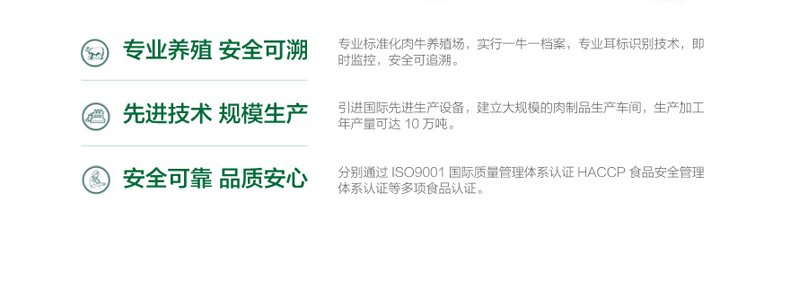 专业养殖 安全可溯
专业标准化肉牛养殖场，实行一牛一档案，专业耳标识别技术，即
时监控，安全可追溯。
先进技术 规模生产
引进国际先进生产设备，建立大规模的肉制品生产车间，生产加工
年产量可达 10 万吨。
安全可靠 品质安心
分别通过 ISO9001 国际质量管理体系认证 HACCP 食品安全管理
体系认证等多项食品认证。